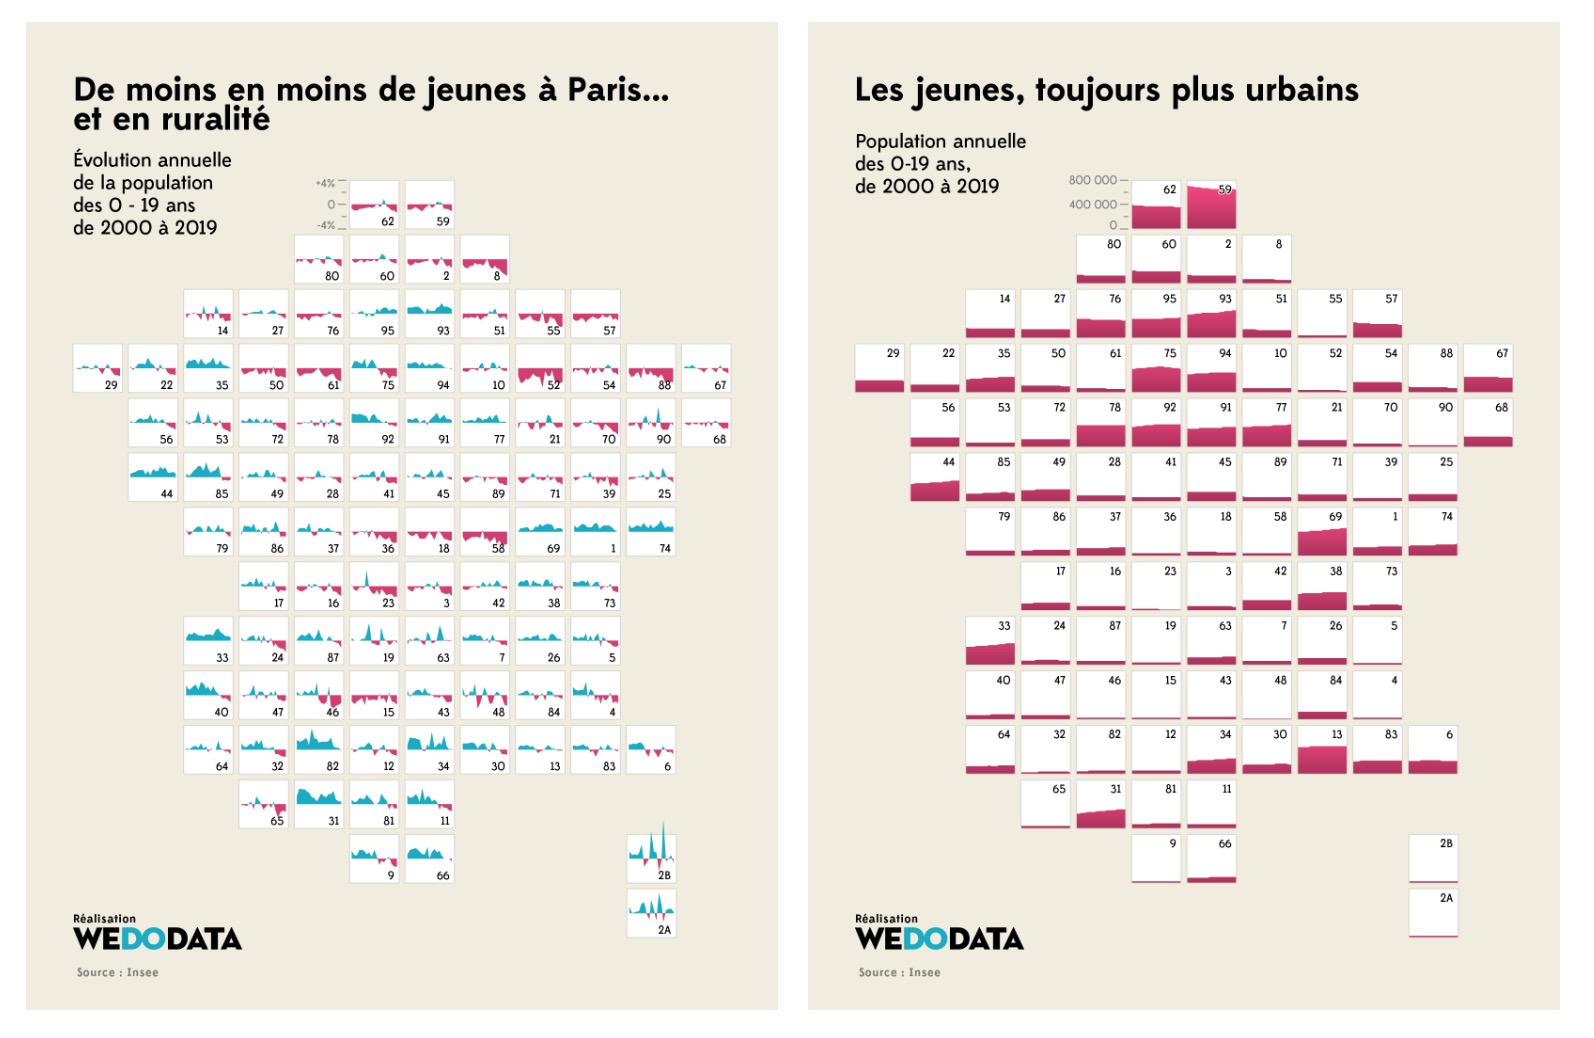 De moins en moins de jeunes à Paris...
et en ruralité
Évolution annuelle
de la population
des 0 - 19 ans
de 2000 à 2019
+4%
0
-4%
62 59
80 60 2 8
14 27 76 95 93 51 55 57
29 22 35 50 61 75 94 10 52 54 88 67
56 53 72 78 92 91 77 21 70 90 68
44 85 49 28 41 45 89 71 39 25
79 86 37 36 18 58 69 1 74
17 16 23 3 42 38 73
33 24 87 19 63 7 26 5
40 47 46 15 43 48 84 4
64 32 82 12 34 30 13 83 6
65 31 81 11
9 66 2B
2A
Réalisation
WEDODATA
Source : Insee
Les jeunes, toujours plus urbains
Population annuelle
des 0-19 ans,
de 2000 à 2019
800 000
400 000
0
62 59
80 60 2 8
14 27 76 95 93 51 55 57
29 22 35 50 61 75 94 10 52 54 88 67
56 53 72 78 92 91 77 21 70 90 68
44 85 49 28 41 45 89 71 39 25
79 86 37 36 18 58 69 1 74
17 16 23 3 42 38 73
33 24 87 19 63 7 26 5
40 47 46 15 43 48 84 4
64 32 82 12 34 30 13 83 6
65 31 81 11
9 66 2B
2A
Réalisation
WEDODATA
Source : Insee